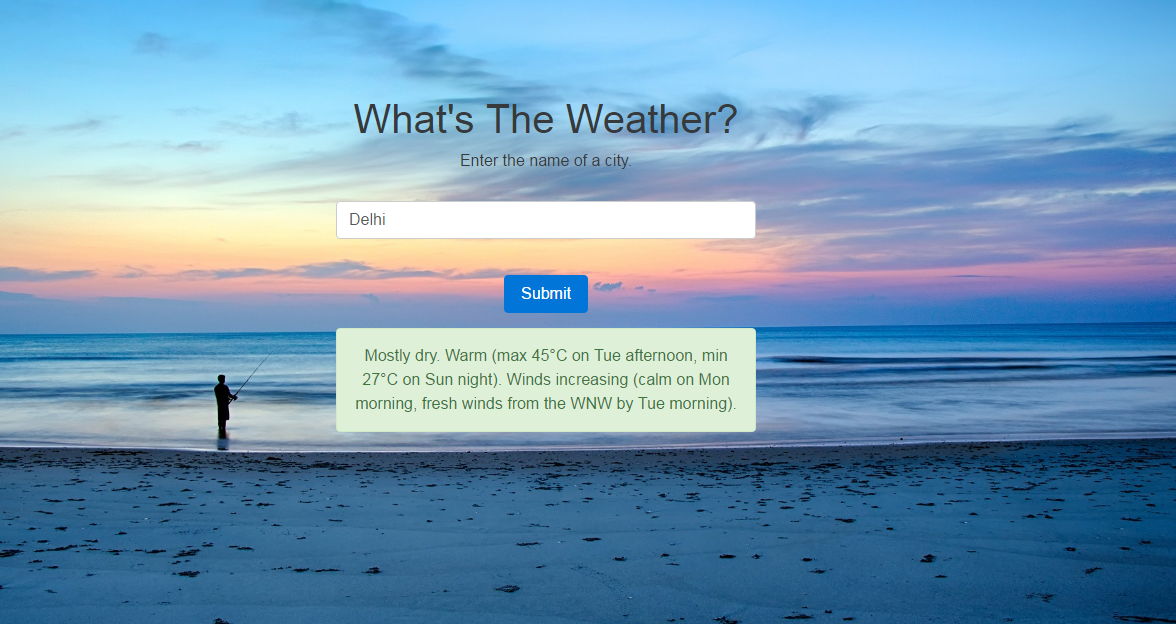 What's The Weather?
Enter the name of a city.
Delhi
Submit
Mostly dry. Warm (max 45°C on Tue afternoon, min
27°C on Sun night). Winds increasing (calm on Mon
morning, fresh winds from the WNW by Tue morning).